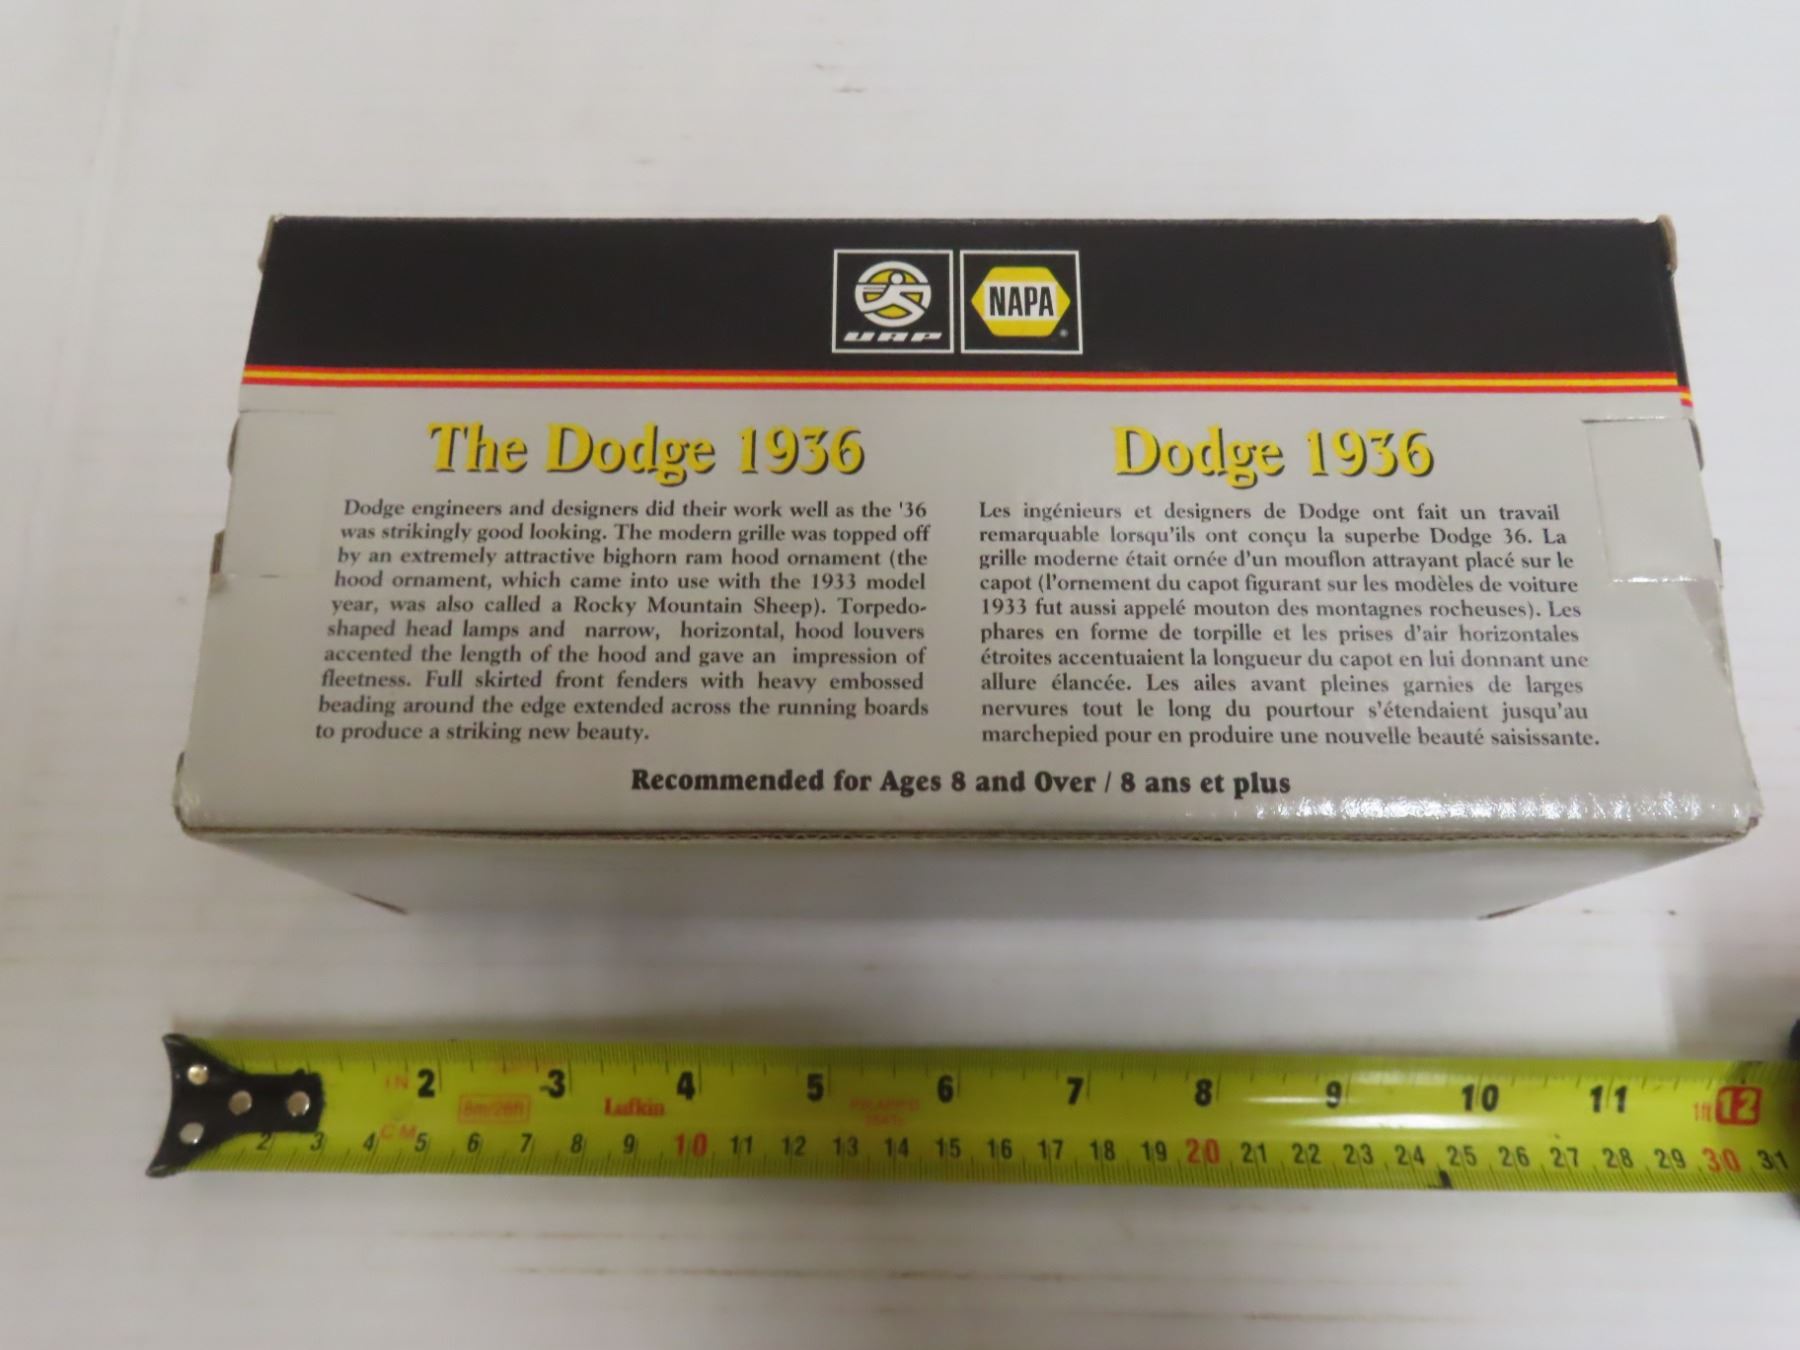 UAP
NAPA
The Dodge 1936
Dodge engineers and designers did their work well as the '36
was strikingly good looking. The modern grille was topped off
by an extremely attractive bighorn ram hood ornament (the
hood ornament, which came into use with the 1933 model
year, was also called a Rocky Mountain Sheep). Torpedo-
shaped head lamps and narrow, horizontal, hood louvers
accented the length of the hood and gave an impression of
fleetness. Full skirted front fenders with heavy embossed
beading around the edge extended across the running boards
to produce a striking new beauty.
Dodge 1936
Les ingénieurs et designers de Dodge ont fait un travail
remarquable lorsqu'ils ont conçu la superbe Dodge 36. La
grille moderne était ornée d'un mouflon attrayant placé sur le
capot (l'ornement du capot figurant sur les modèles de voiture
1933 fut aussi appelé mouton des montagnes rocheuses). Les
phares en forme de torpille et les prises d'air horizontales
étroites accentuaient la longueur du capot en lui donnant une
allure élancée. Les ailes avant pleines garnies de larges
nervures tout le long du pourtour s'étendaient jusqu'au
marchepied pour en produire une nouvelle beauté saisissante.
Recommended for Ages 8 and Over / 8 ans et plus
IN 2 3 4 5 6 7 8 9 10 11 1ft 12
8m/26ft Lufkin
CM
2 3 4 5 6 7 8 9 10 11 12 13 14 15 16 17 18 19 20 21 22 23 24 25 26 27 28 29 30 31